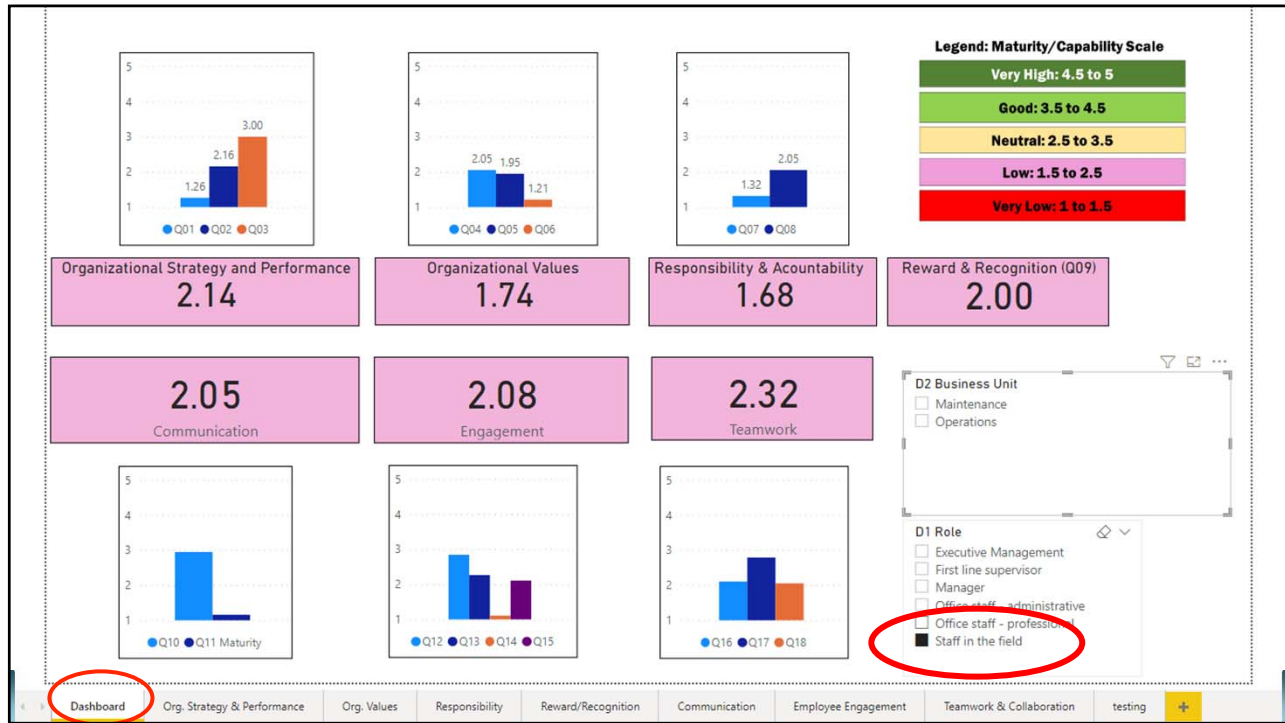 Legend: Maturity/Capability Scale
Very High: 4.5 to 5
Good: 3.5 to 4.5
Neutral: 2.5 to 3.5
Low: 1.5 to 2.5
Very Low: 1 to 1.5
5
4
3
2
1
1.26
2.16
3.00
Q01 Q02 Q03
5
4
3
2
1
2.05
1.95
1.21
Q04 Q05 Q06
5
4
3
2
1
1.32
2.05
Q07 Q08
Organizational Strategy and Performance
2.14
Organizational Values
1.74
Responsibility & Acountability
1.68
Reward & Recognition (Q09)
2.00
2.05
Communication
2.08
Engagement
2.32
Teamwork
D2 Business Unit
Maintenance
Operations
5
4
3
2
1
Q10 Q11 Maturity
5
4
3
2
1
Q12 Q13 Q14 Q15
5
4
3
2
1
Q16 Q17 Q18
D1 Role
Executive Management
First line supervisor
Manager
Office staff - administrative
Office staff - professional
Staff in the field
Dashboard Org. Strategy & Performance Org. Values Responsibility Reward/Recognition Communication Employee Engagement Teamwork & Collaboration testing +